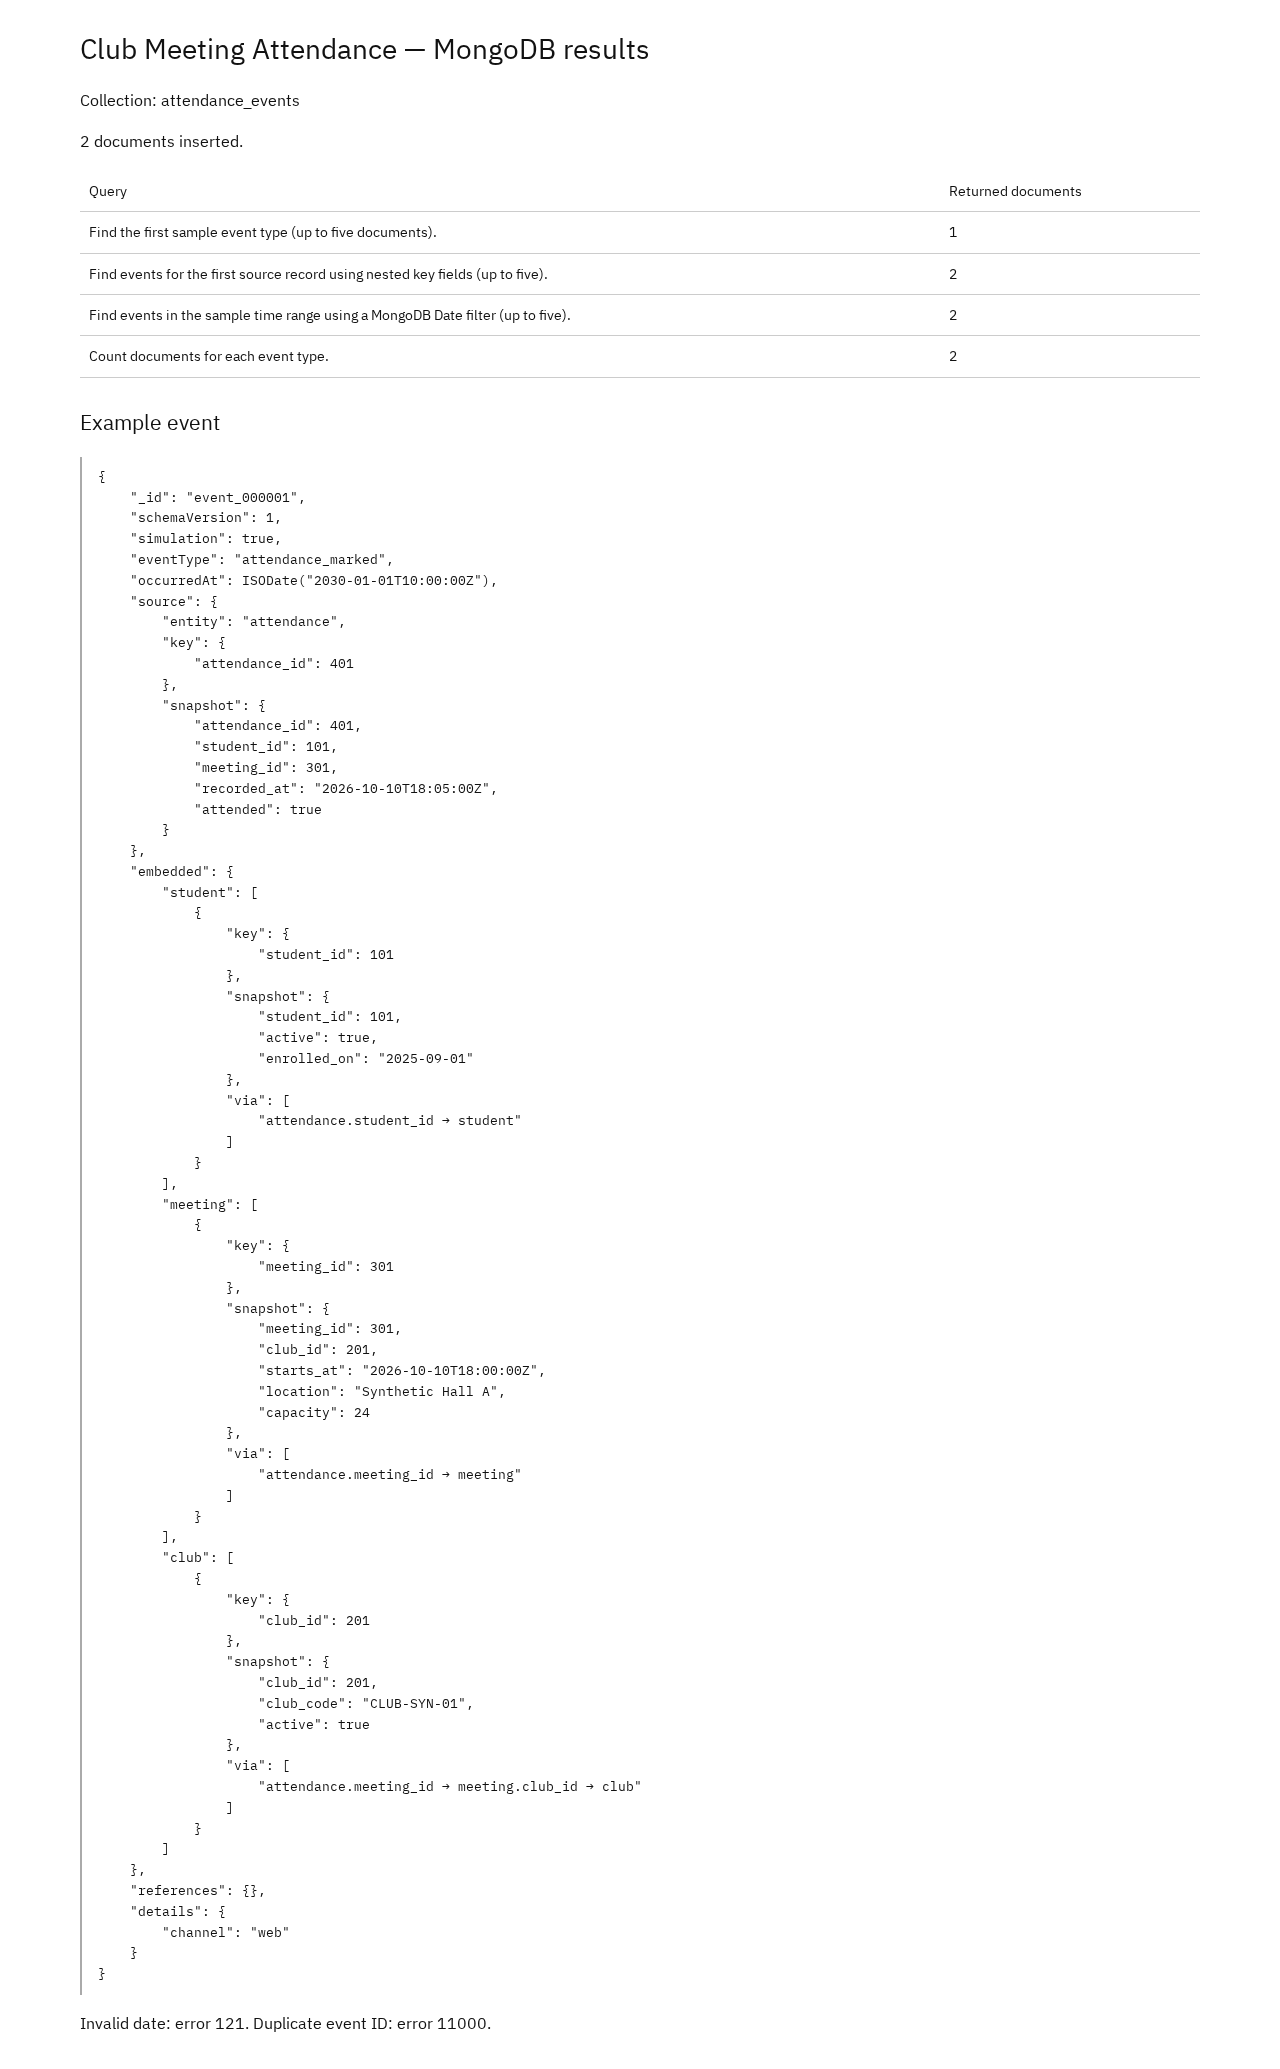 Club Meeting Attendance — MongoDB results
Collection: attendance_events
2 documents inserted.
Query Returned documents
Find the first sample event type (up to five documents). 1
Find events for the first source record using nested key fields (up to five). 2
Find events in the sample time range using a MongoDB Date filter (up to five). 2
Count documents for each event type. 2
Example event
{
    "_id": "event_000001",
    "schemaVersion": 1,
    "simulation": true,
    "eventType": "attendance_marked",
    "occurredAt": ISODate("2030-01-01T10:00:00Z"),
    "source": {
        "entity": "attendance",
        "key": {
            "attendance_id": 401
        },
        "snapshot": {
            "attendance_id": 401,
            "student_id": 101,
            "meeting_id": 301,
            "recorded_at": "2026-10-10T18:05:00Z",
            "attended": true
        }
    },
    "embedded": {
        "student": [
            {
                "key": {
                    "student_id": 101
                },
                "snapshot": {
                    "student_id": 101,
                    "active": true,
                    "enrolled_on": "2025-09-01"
                },
                "via": [
                    "attendance.student_id → student"
                ]
            }
        ],
        "meeting": [
            {
                "key": {
                    "meeting_id": 301
                },
                "snapshot": {
                    "meeting_id": 301,
                    "club_id": 201,
                    "starts_at": "2026-10-10T18:00:00Z",
                    "location": "Synthetic Hall A",
                    "capacity": 24
                },
                "via": [
                    "attendance.meeting_id → meeting"
                ]
            }
        ],
        "club": [
            {
                "key": {
                    "club_id": 201
                },
                "snapshot": {
                    "club_id": 201,
                    "club_code": "CLUB-SYN-01",
                    "active": true
                },
                "via": [
                    "attendance.meeting_id → meeting.club_id → club"
                ]
            }
        ]
    },
    "references": {},
    "details": {
        "channel": "web"
    }
}
Invalid date: error 121. Duplicate event ID: error 11000.